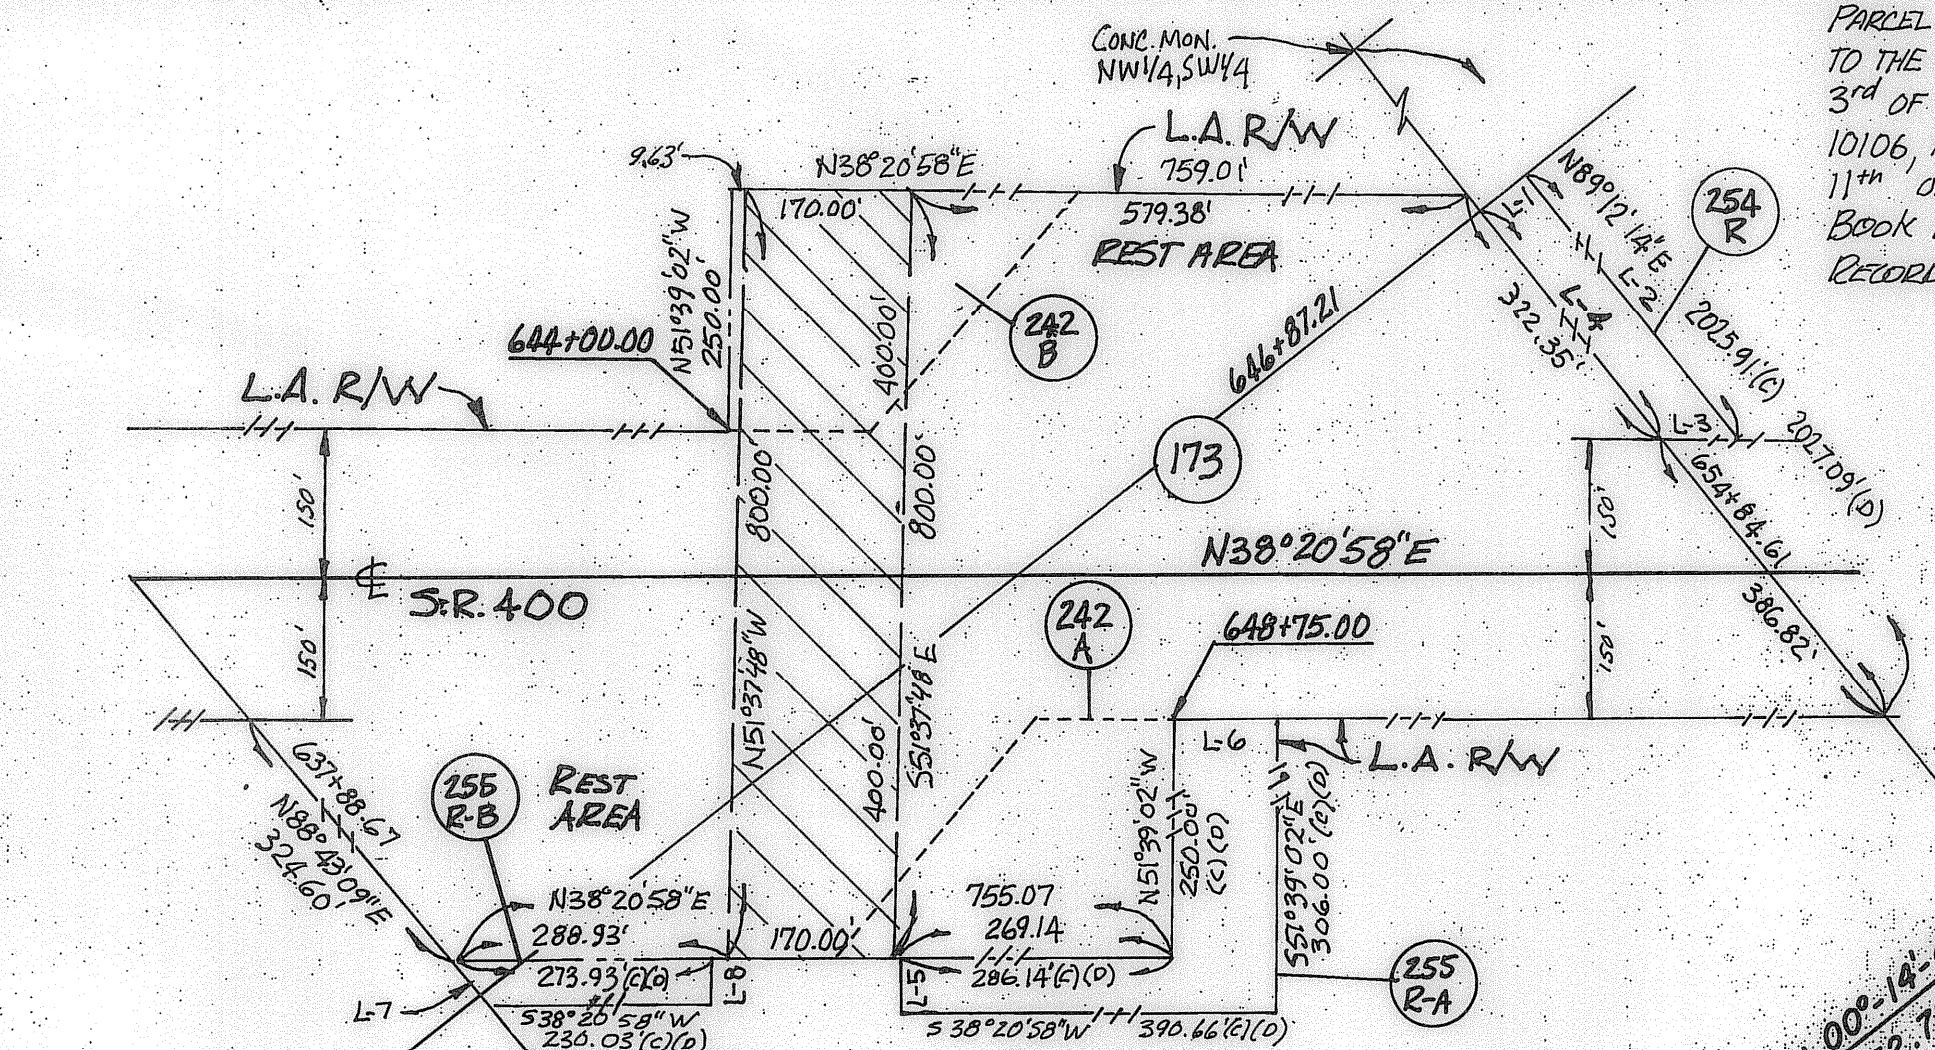 CONC. MON.
NW1/4, SW1/4
PARCEL
TO THE
3rd OF
10106,
11th
BOOK
RECORD
L.A. R/W
9.63'
N38°20'58"E
759.01'
170.00'
579.38'
REST AREA
L-1
N89°12'14"E
L-2
254
R
N51°39'02"W
250.00'
400.00'
242
B
644+00.00
646+87.21
L-A
322.35'
2025.91'(C)
2027.09'(D)
L.A. R/W
L-3
150'
800.00'
800.00'
173
150'
654+84.61
N38°20'58"E
℄
S.R. 400
386.82'
150'
242
A
648+75.00
150'
N51°37'48"W
S51°37'48"E
400.00'
L-6
L.A. R/W
637+88.67
N88°43'09"E
324.60'
255
R-B
REST
AREA
N51°39'02"W
250.00'
(C)(D)
S51°39'02"E
306.00'(C)(D)
N38°20'58"E
288.93'
273.93'(C)(D)
170.00'
755.07
269.14
286.14'(C)(D)
255
R-A
L-7
L-8
L-5
S38°20'58"W
230.03'(C)(D)
S38°20'58"W
390.66'(C)(D)
00°-14'-